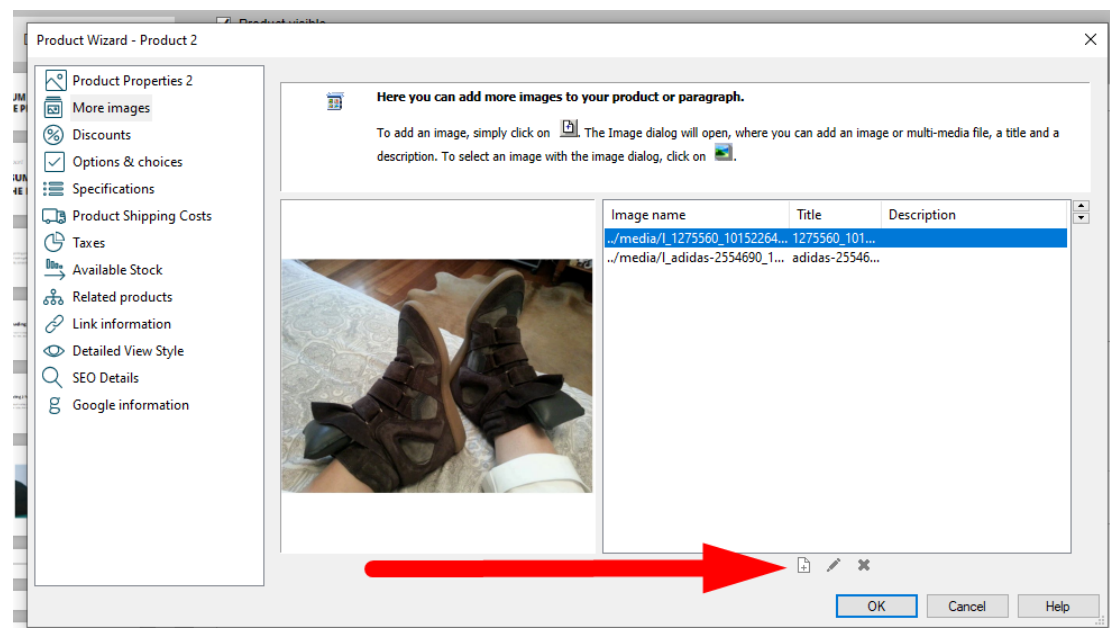 Product visible
Product Wizard - Product 2
Product Properties 2
More images
Discounts
Options & choices
Specifications
Product Shipping Costs
Taxes
Available Stock
Related products
Link information
Detailed View Style
SEO Details
Google information
Here you can add more images to your product or paragraph.
To add an image, simply click on . The Image dialog will open, where you can add an image or multi-media file, a title and a
description. To select an image with the image dialog, click on .
Image name Title Description
../media/l_1275560_10152264... 1275560_101...
../media/l_adidas-2554690_1... adidas-25546...
OK Cancel Help